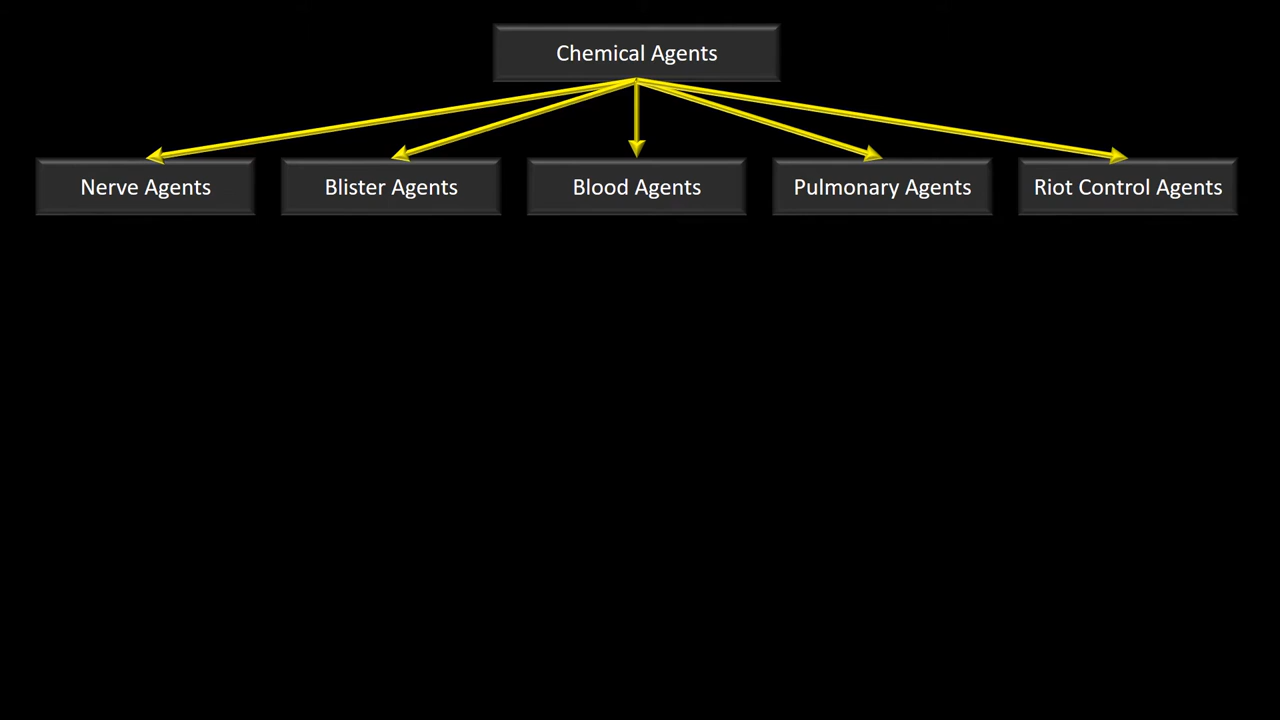 Chemical Agents
Nerve Agents
Blister Agents
Blood Agents
Pulmonary Agents
Riot Control Agents